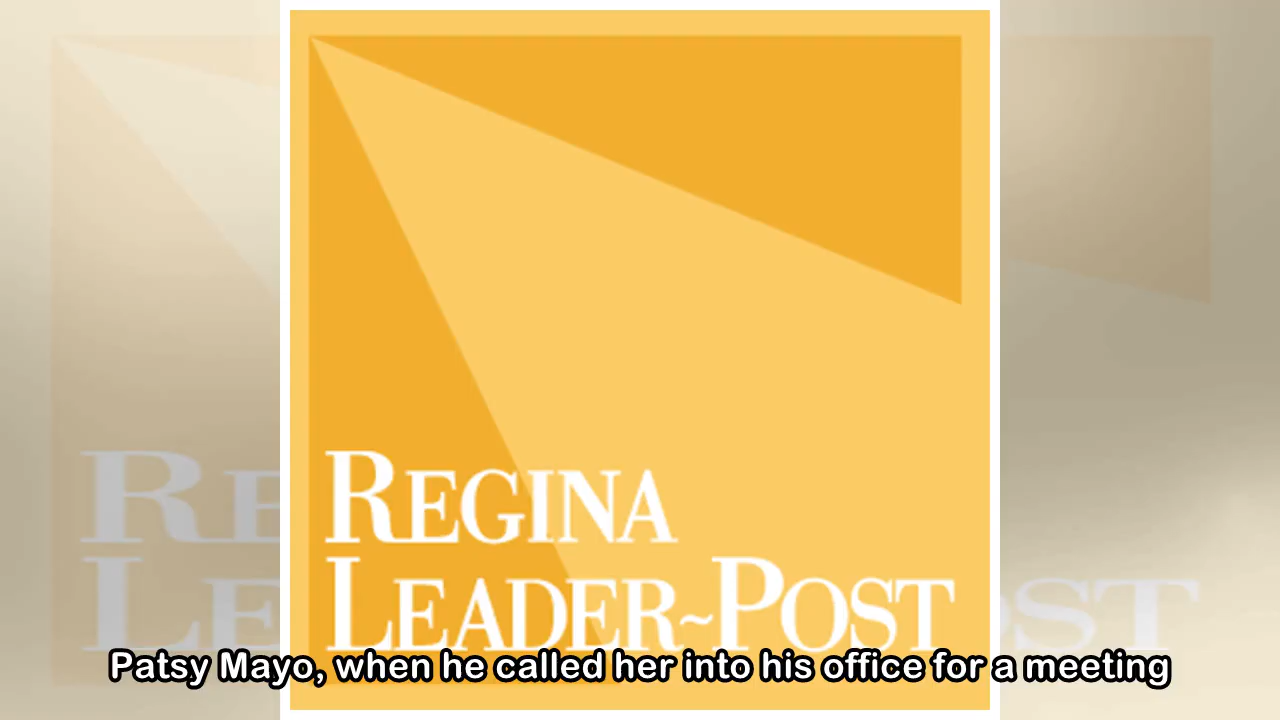 REGINA
LEADER~POST
Patsy Mayo, when he called her into his office for a meeting